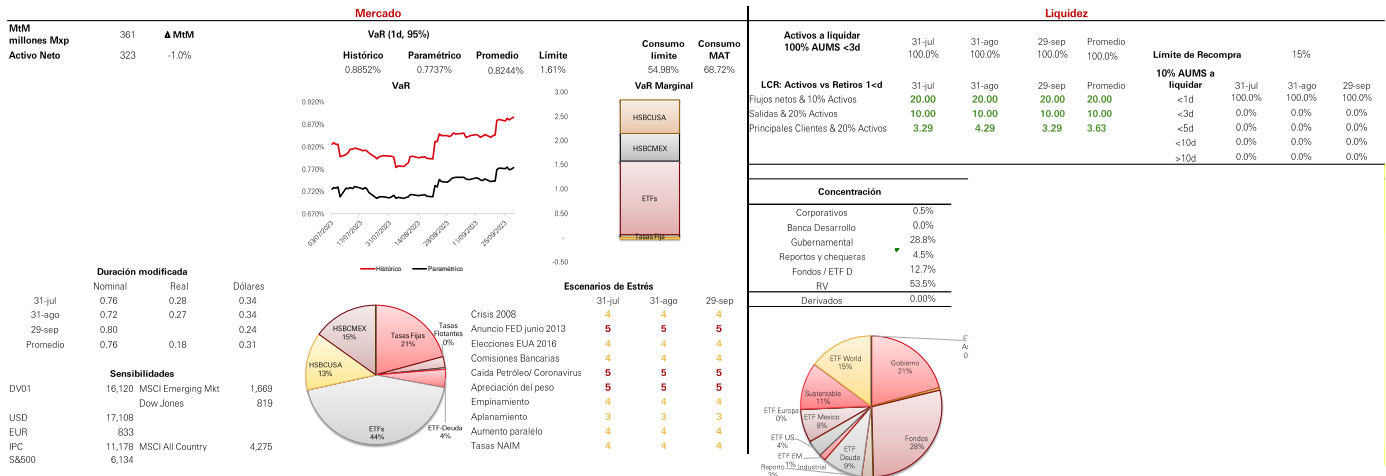 Mercado
MtM millones Mxp 361 Δ MtM
Activo Neto 323 -1.0%
VaR (1d, 95%)
Histórico Paramétrico Promedio Límite Consumo límite Consumo MAT
0.8852% 0.7737% 0.8244% 1.61% 54.98% 68.72%
VaR
0.920%
0.870%
0.820%
0.770%
0.720%
0.670%
03/07/2023 17/07/2023 31/07/2023 14/08/2023 28/08/2023 11/09/2023 25/09/2023
Histórico Paramétrico
VaR Marginal
3.00
2.50
2.00
1.50
1.00
0.50
-
-0.50
HSBCUSA
HSBCMEX
ETFs
Tasas Fija
Duración modificada
Nominal Real Dólares
31-jul 0.76 0.28 0.34
31-ago 0.72 0.27 0.34
29-sep 0.80 0.24
Promedio 0.76 0.18 0.31
Sensibilidades
DV01 16,120 MSCI Emerging Mkt 1,669
Dow Jones 819
USD 17,108
EUR 833
IPC 11,178 MSCI All Country 4,275
S&500 6,134
HSBCMEX 15%
Tasas Fijas 21%
Tasas Flotantes 0%
HSBCUSA 13%
ETFs 44%
ETF-Deuda 4%
Escenarios de Estrés
31-jul 31-ago 29-sep
Crisis 2008 4 4 4
Anuncio FED junio 2013 5 5 5
Elecciones EUA 2016 4 4 4
Comisiones Bancarias 4 4 4
Caída Petróleo/ Coronavirus 5 5 5
Apreciación del peso 5 5 5
Empinamiento 4 4 4
Aplanamiento 3 3 3
Aumento paralelo 4 4 4
Tasas NAIM 4 4 4
Liquidez
Activos a liquidar 100% AUMS <3d
31-jul 31-ago 29-sep Promedio
100.0% 100.0% 100.0% 100.0%
Límite de Recompra 15%
LCR: Activos vs Retiros 1<d 31-jul 31-ago 29-sep Promedio
Flujos netos & 10% Activos 20.00 20.00 20.00 20.00
Salidas & 20% Activos 10.00 10.00 10.00 10.00
Principales Clientes & 20% Activos 3.29 4.29 3.29 3.63
10% AUMS a liquidar 31-jul 31-ago 29-sep
<1d 100.0% 100.0% 100.0%
<3d 0.0% 0.0% 0.0%
<5d 0.0% 0.0% 0.0%
<10d 0.0% 0.0% 0.0%
>10d 0.0% 0.0% 0.0%
Concentración
Corporativos 0.5%
Banca Desarrollo 0.0%
Gubernamental 28.8%
Reportos y chequeras 4.5%
Fondos / ETF D 12.7%
RV 53.5%
Derivados 0.00%
ETF World 15%
Gobierno 21%
Sustentable 11%
ETF Europa 0%
ETF Mexico 8%
ETF US 4%
ETF EM 1%
Industrial
Reporto
ETF Deuda 9%
Fondos 28%